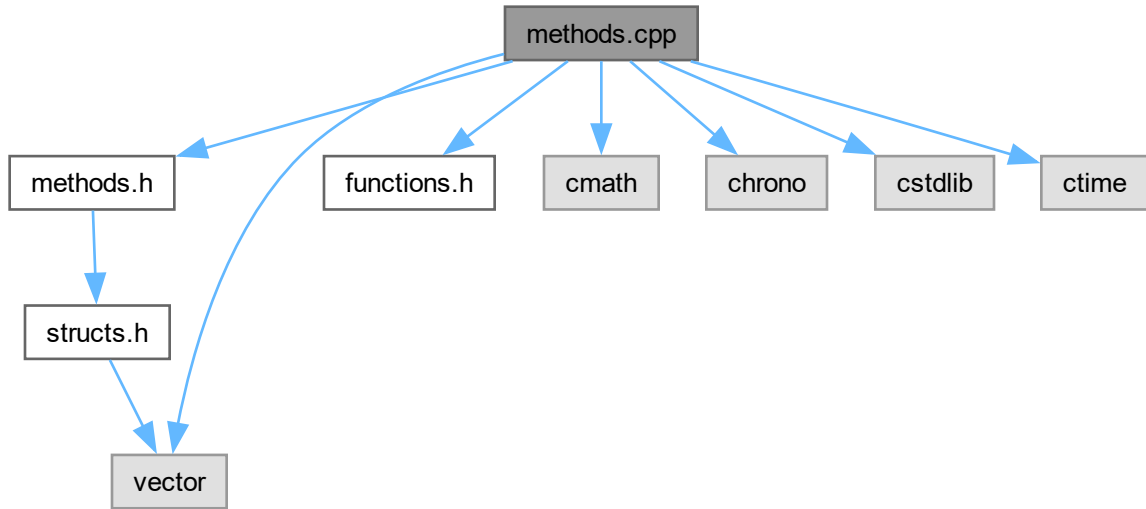 methods.cpp
methods.h
functions.h
cmath
chrono
cstdlib
ctime
structs.h
vector